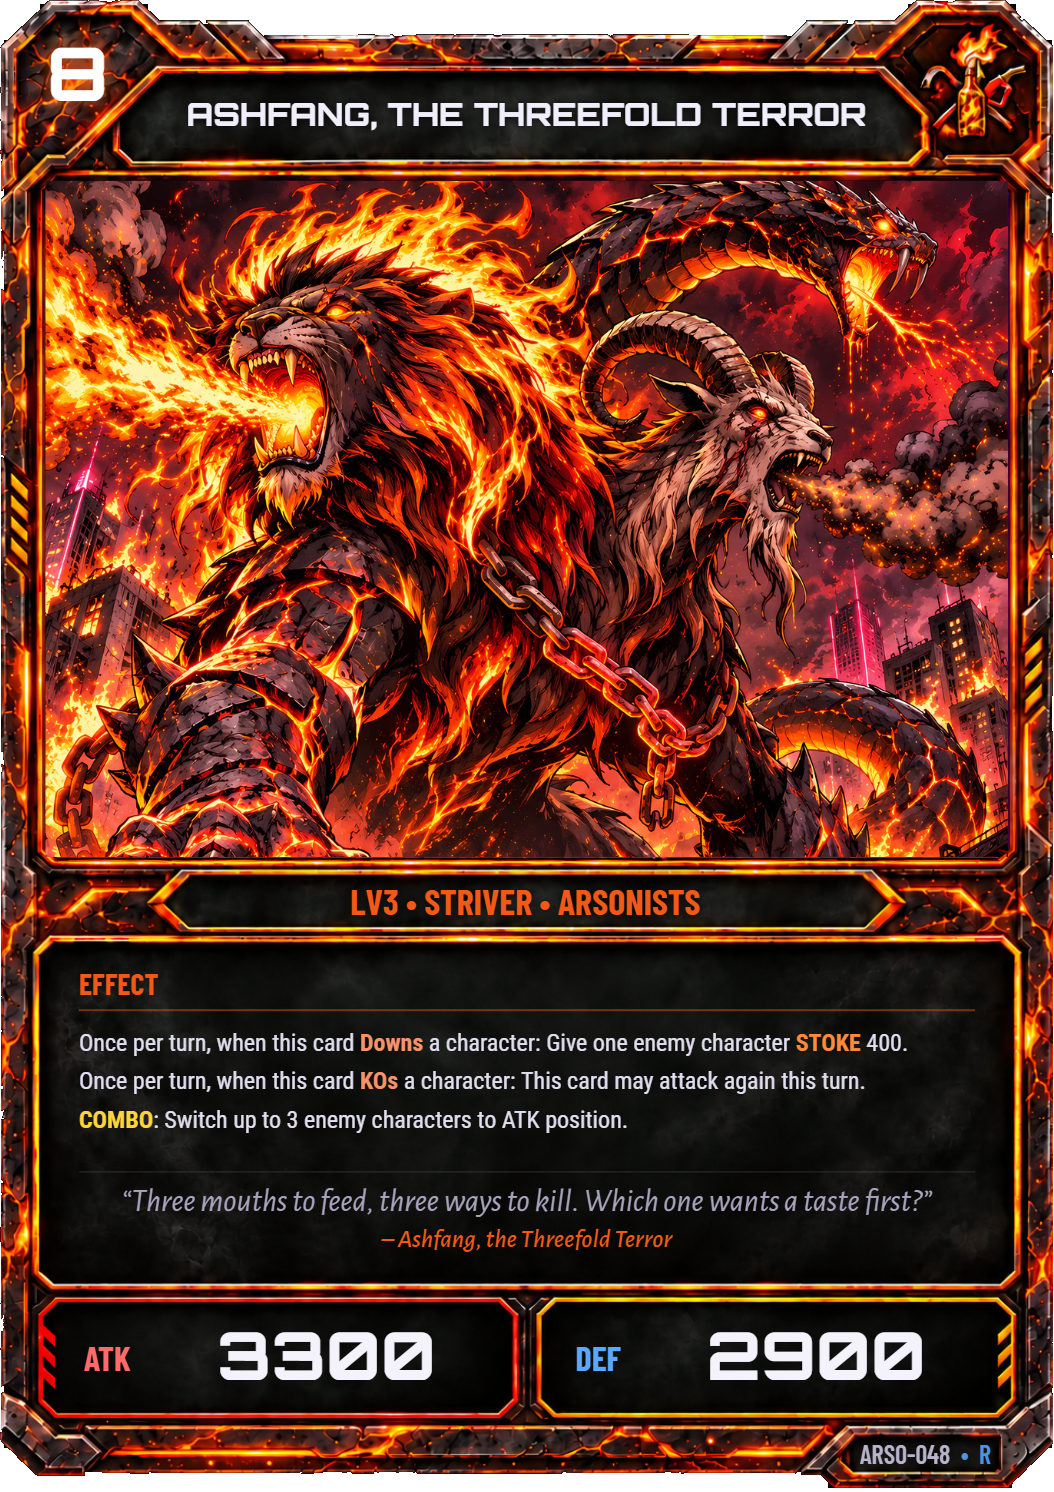 8
ASHFANG, THE THREEFOLD TERROR
LV3 • STRIVER • ARSONISTS
EFFECT
Once per turn, when this card Downs a character: Give one enemy character STOKE 400.
Once per turn, when this card KOs a character: This card may attack again this turn.
COMBO: Switch up to 3 enemy characters to ATK position.
“Three mouths to feed, three ways to kill. Which one wants a taste first?”
– Ashfang, the Threefold Terror
ATK 3300
DEF 2900
ARSO-048 • R